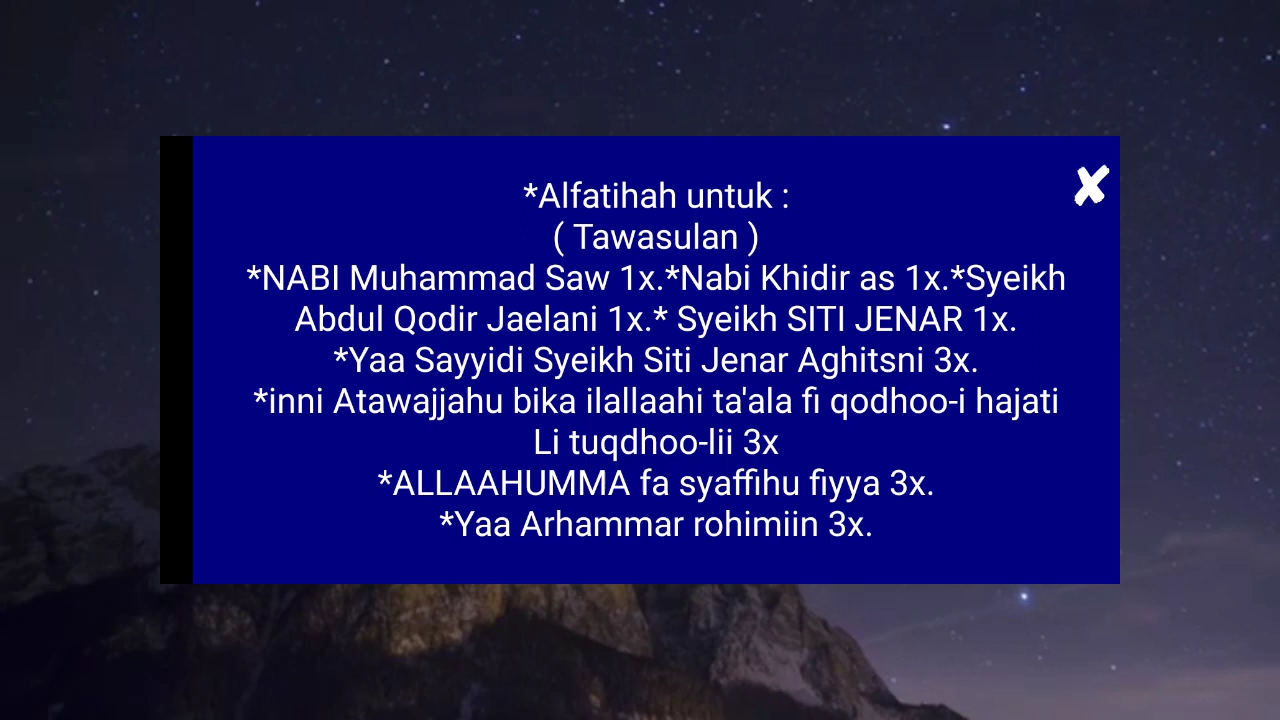 *Alfatihah untuk :
( Tawasulan )
*NABI Muhammad Saw 1x.*Nabi Khidir as 1x.*Syeikh
Abdul Qodir Jaelani 1x.* Syeikh SITI JENAR 1x.
*Yaa Sayyidi Syeikh Siti Jenar Aghitsni 3x.
*inni Atawajjahu bika ilallaahi ta'ala fi qodhoo-i hajati
Li tuqdhoo-lii 3x
*ALLAAHUMMA fa syaffihu fiyya 3x.
*Yaa Arhammar rohimiin 3x.